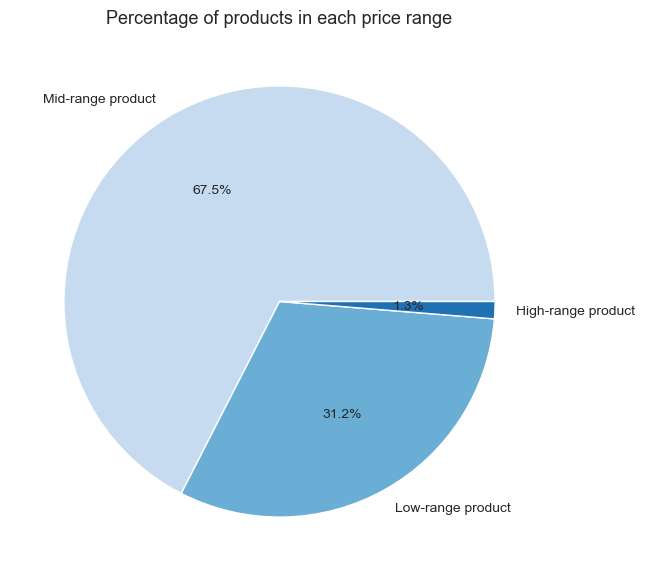 Percentage of products in each price range
Mid-range product
67.5%
1.3%
High-range product
31.2%
Low-range product